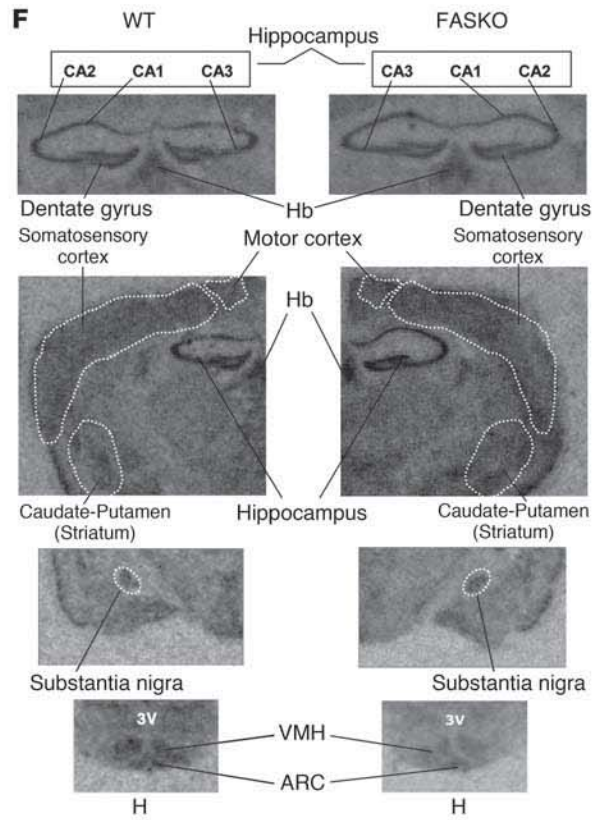 F
WT
FASKO
Hippocampus
CA2 CA1 CA3
CA3 CA1 CA2
Dentate gyrus
Hb
Dentate gyrus
Somatosensory
cortex
Motor cortex
Somatosensory
cortex
Hb
Caudate-Putamen
(Striatum)
Hippocampus
Caudate-Putamen
(Striatum)
Substantia nigra
Substantia nigra
3V
3V
VMH
ARC
H
H